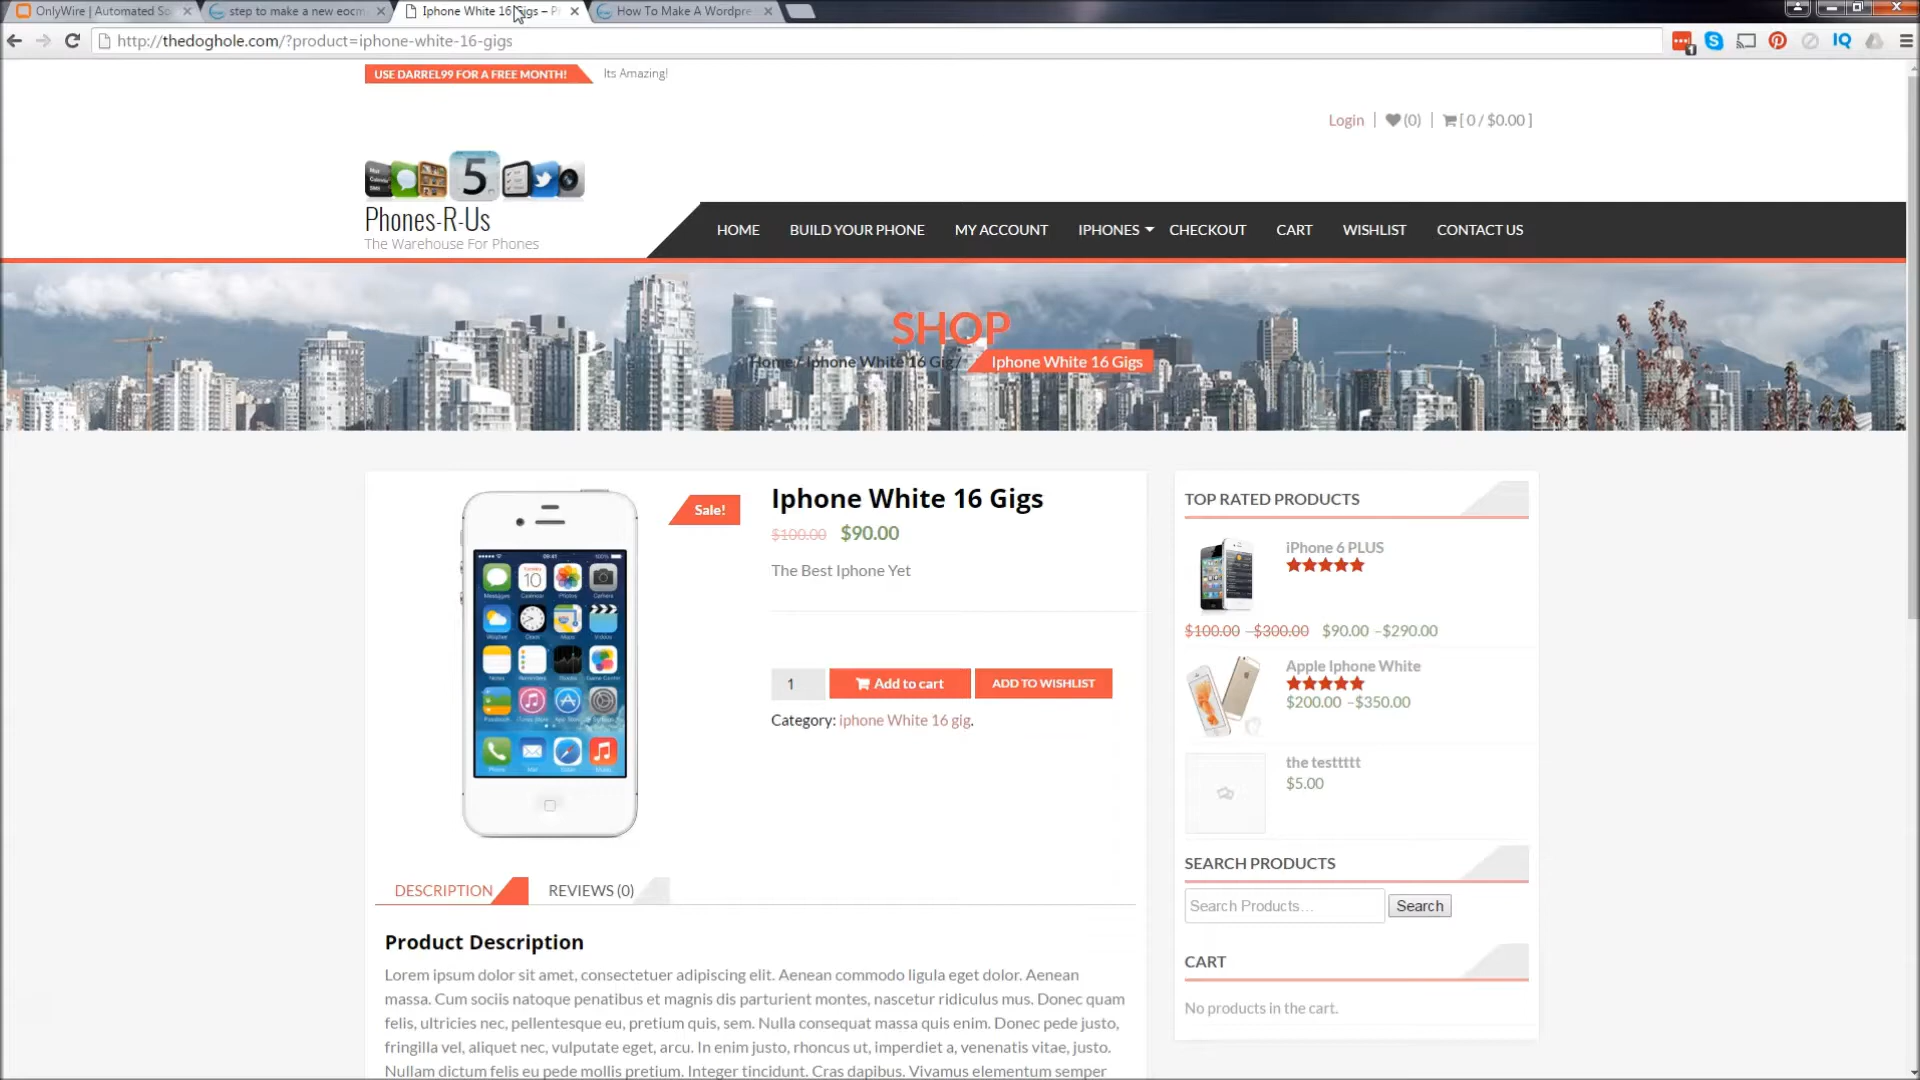 OnlyWire | Automated So
step to make a new eocm
Iphone White 16 Gigs – P
How To Make A Wordpre
http://thedoghole.com/?product=iphone-white-16-gigs
1
IQ
USE DARREL99 FOR A FREE MONTH!
Its Amazing!
Login | (0) | [ 0 / $0.00 ]
5
Phones-R-Us
The Warehouse For Phones
HOME
BUILD YOUR PHONE
MY ACCOUNT
IPHONES
CHECKOUT
CART
WISHLIST
CONTACT US
SHOP
Home / Iphone White 16 Gig / Iphone White 16 Gigs
Sale!
Iphone White 16 Gigs
$100.00 $90.00
The Best Iphone Yet
1
Add to cart
ADD TO WISHLIST
Category: iphone White 16 gig.
DESCRIPTION
REVIEWS (0)
Product Description
Lorem ipsum dolor sit amet, consectetuer adipiscing elit. Aenean commodo ligula eget dolor. Aenean
massa. Cum sociis natoque penatibus et magnis dis parturient montes, nascetur ridiculus mus. Donec quam
felis, ultricies nec, pellentesque eu, pretium quis, sem. Nulla consequat massa quis enim. Donec pede justo,
fringilla vel, aliquet nec, vulputate eget, arcu. In enim justo, rhoncus ut, imperdiet a, venenatis vitae, justo.
Nullam dictum felis eu pede mollis pretium. Integer tincidunt. Cras dapibus. Vivamus elementum semper
TOP RATED PRODUCTS
iPhone 6 PLUS
$100.00 –$300.00 $90.00 –$290.00
Apple Iphone White
$200.00 –$350.00
the testtttt
$5.00
SEARCH PRODUCTS
Search Products…
Search
CART
No products in the cart.